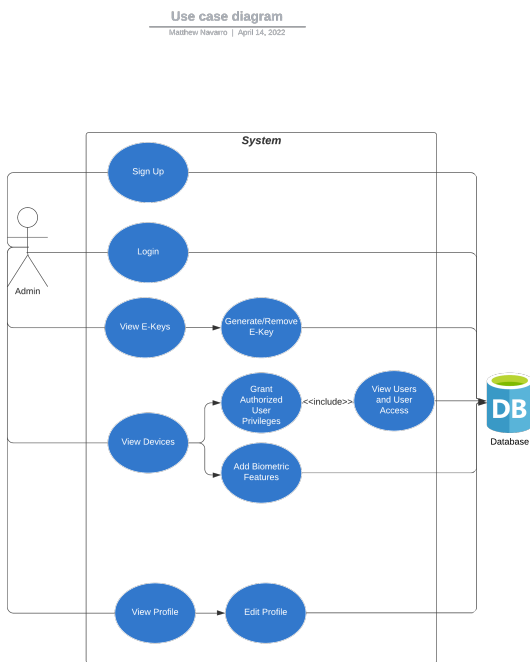 Use case diagram
Matthew Navarro | April 14, 2022
System
Sign Up
Admin
Login
View E-Keys
Generate/Remove
E-Key
Grant
Authorized
User
Privileges
<<include>>
View Users
and User
Access
DB
Database
View Devices
Add Biometric
Features
View Profile
Edit Profile